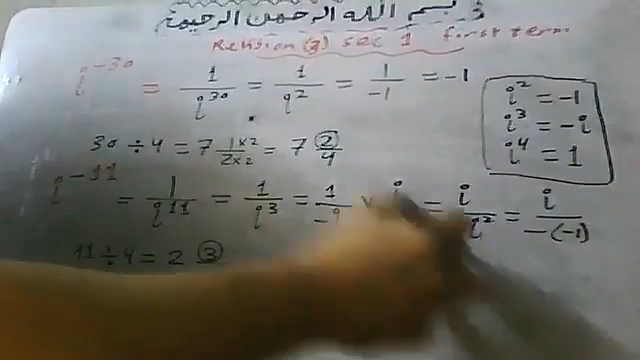 بسم الله الرحمن الرحيم
Revision (3) sec 1 first term
i^-30 = 1/i^30 = 1/i^2 = 1/-1 = -1
i^2 = -1
i^3 = -i
i^4 = 1
30 ÷ 4 = 7 1×2/2×2 = 7 2/4
i^-11 = 1/i^11 = 1/i^3 = 1/-i × i = i/i^2 = i/-(-1)
11 ÷ 4 = 2 3